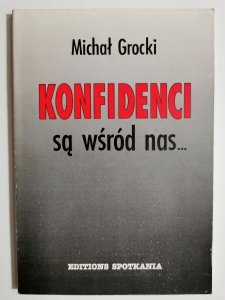 Michał Grocki
KONFIDENCI
są wśród nas...
EDITIONS SPOTKANIA